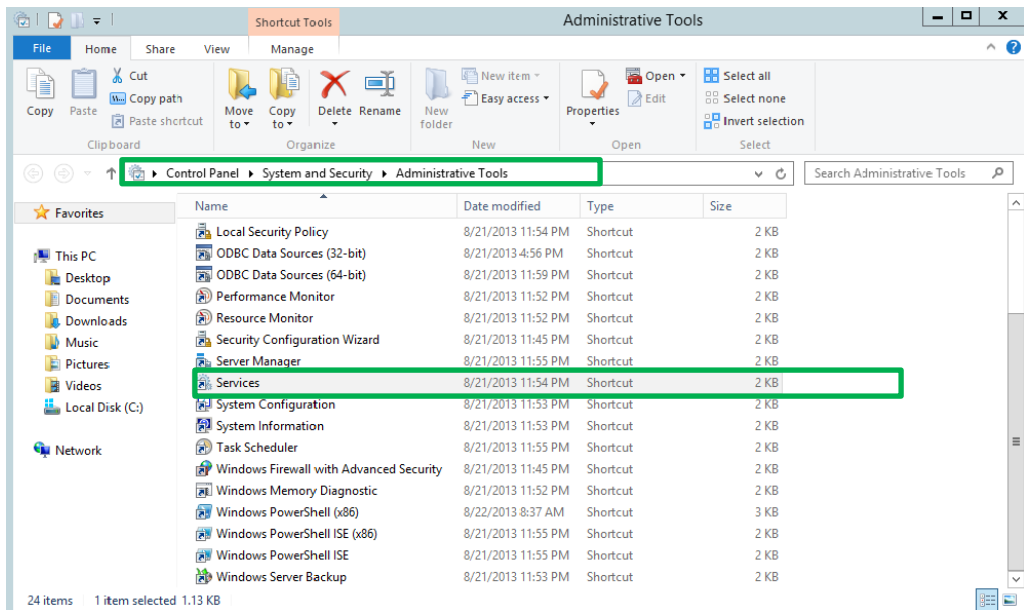 Shortcut Tools
Administrative Tools
File Home Share View Manage
Copy
Paste
Cut
Copy path
Paste shortcut
Clipboard
Move to
Copy to
Delete
Rename
Organize
New folder
New item
Easy access
New
Properties
Open
Edit
Open
Select all
Select none
Invert selection
Select
Control Panel System and Security Administrative Tools
Search Administrative Tools
Favorites
This PC
Desktop
Documents
Downloads
Music
Pictures
Videos
Local Disk (C:)
Network
Name Date modified Type Size
Local Security Policy 8/21/2013 11:54 PM Shortcut 2 KB
ODBC Data Sources (32-bit) 8/21/2013 4:56 PM Shortcut 2 KB
ODBC Data Sources (64-bit) 8/21/2013 11:59 PM Shortcut 2 KB
Performance Monitor 8/21/2013 11:52 PM Shortcut 2 KB
Resource Monitor 8/21/2013 11:52 PM Shortcut 2 KB
Security Configuration Wizard 8/21/2013 11:45 PM Shortcut 2 KB
Server Manager 8/21/2013 11:55 PM Shortcut 2 KB
Services 8/21/2013 11:54 PM Shortcut 2 KB
System Configuration 8/21/2013 11:53 PM Shortcut 2 KB
System Information 8/21/2013 11:53 PM Shortcut 2 KB
Task Scheduler 8/21/2013 11:55 PM Shortcut 2 KB
Windows Firewall with Advanced Security 8/21/2013 11:45 PM Shortcut 2 KB
Windows Memory Diagnostic 8/21/2013 11:52 PM Shortcut 2 KB
Windows PowerShell (x86) 8/22/2013 8:37 AM Shortcut 3 KB
Windows PowerShell ISE (x86) 8/21/2013 11:55 PM Shortcut 2 KB
Windows PowerShell ISE 8/21/2013 11:55 PM Shortcut 2 KB
Windows Server Backup 8/21/2013 11:53 PM Shortcut 2 KB
24 items 1 item selected 1.13 KB